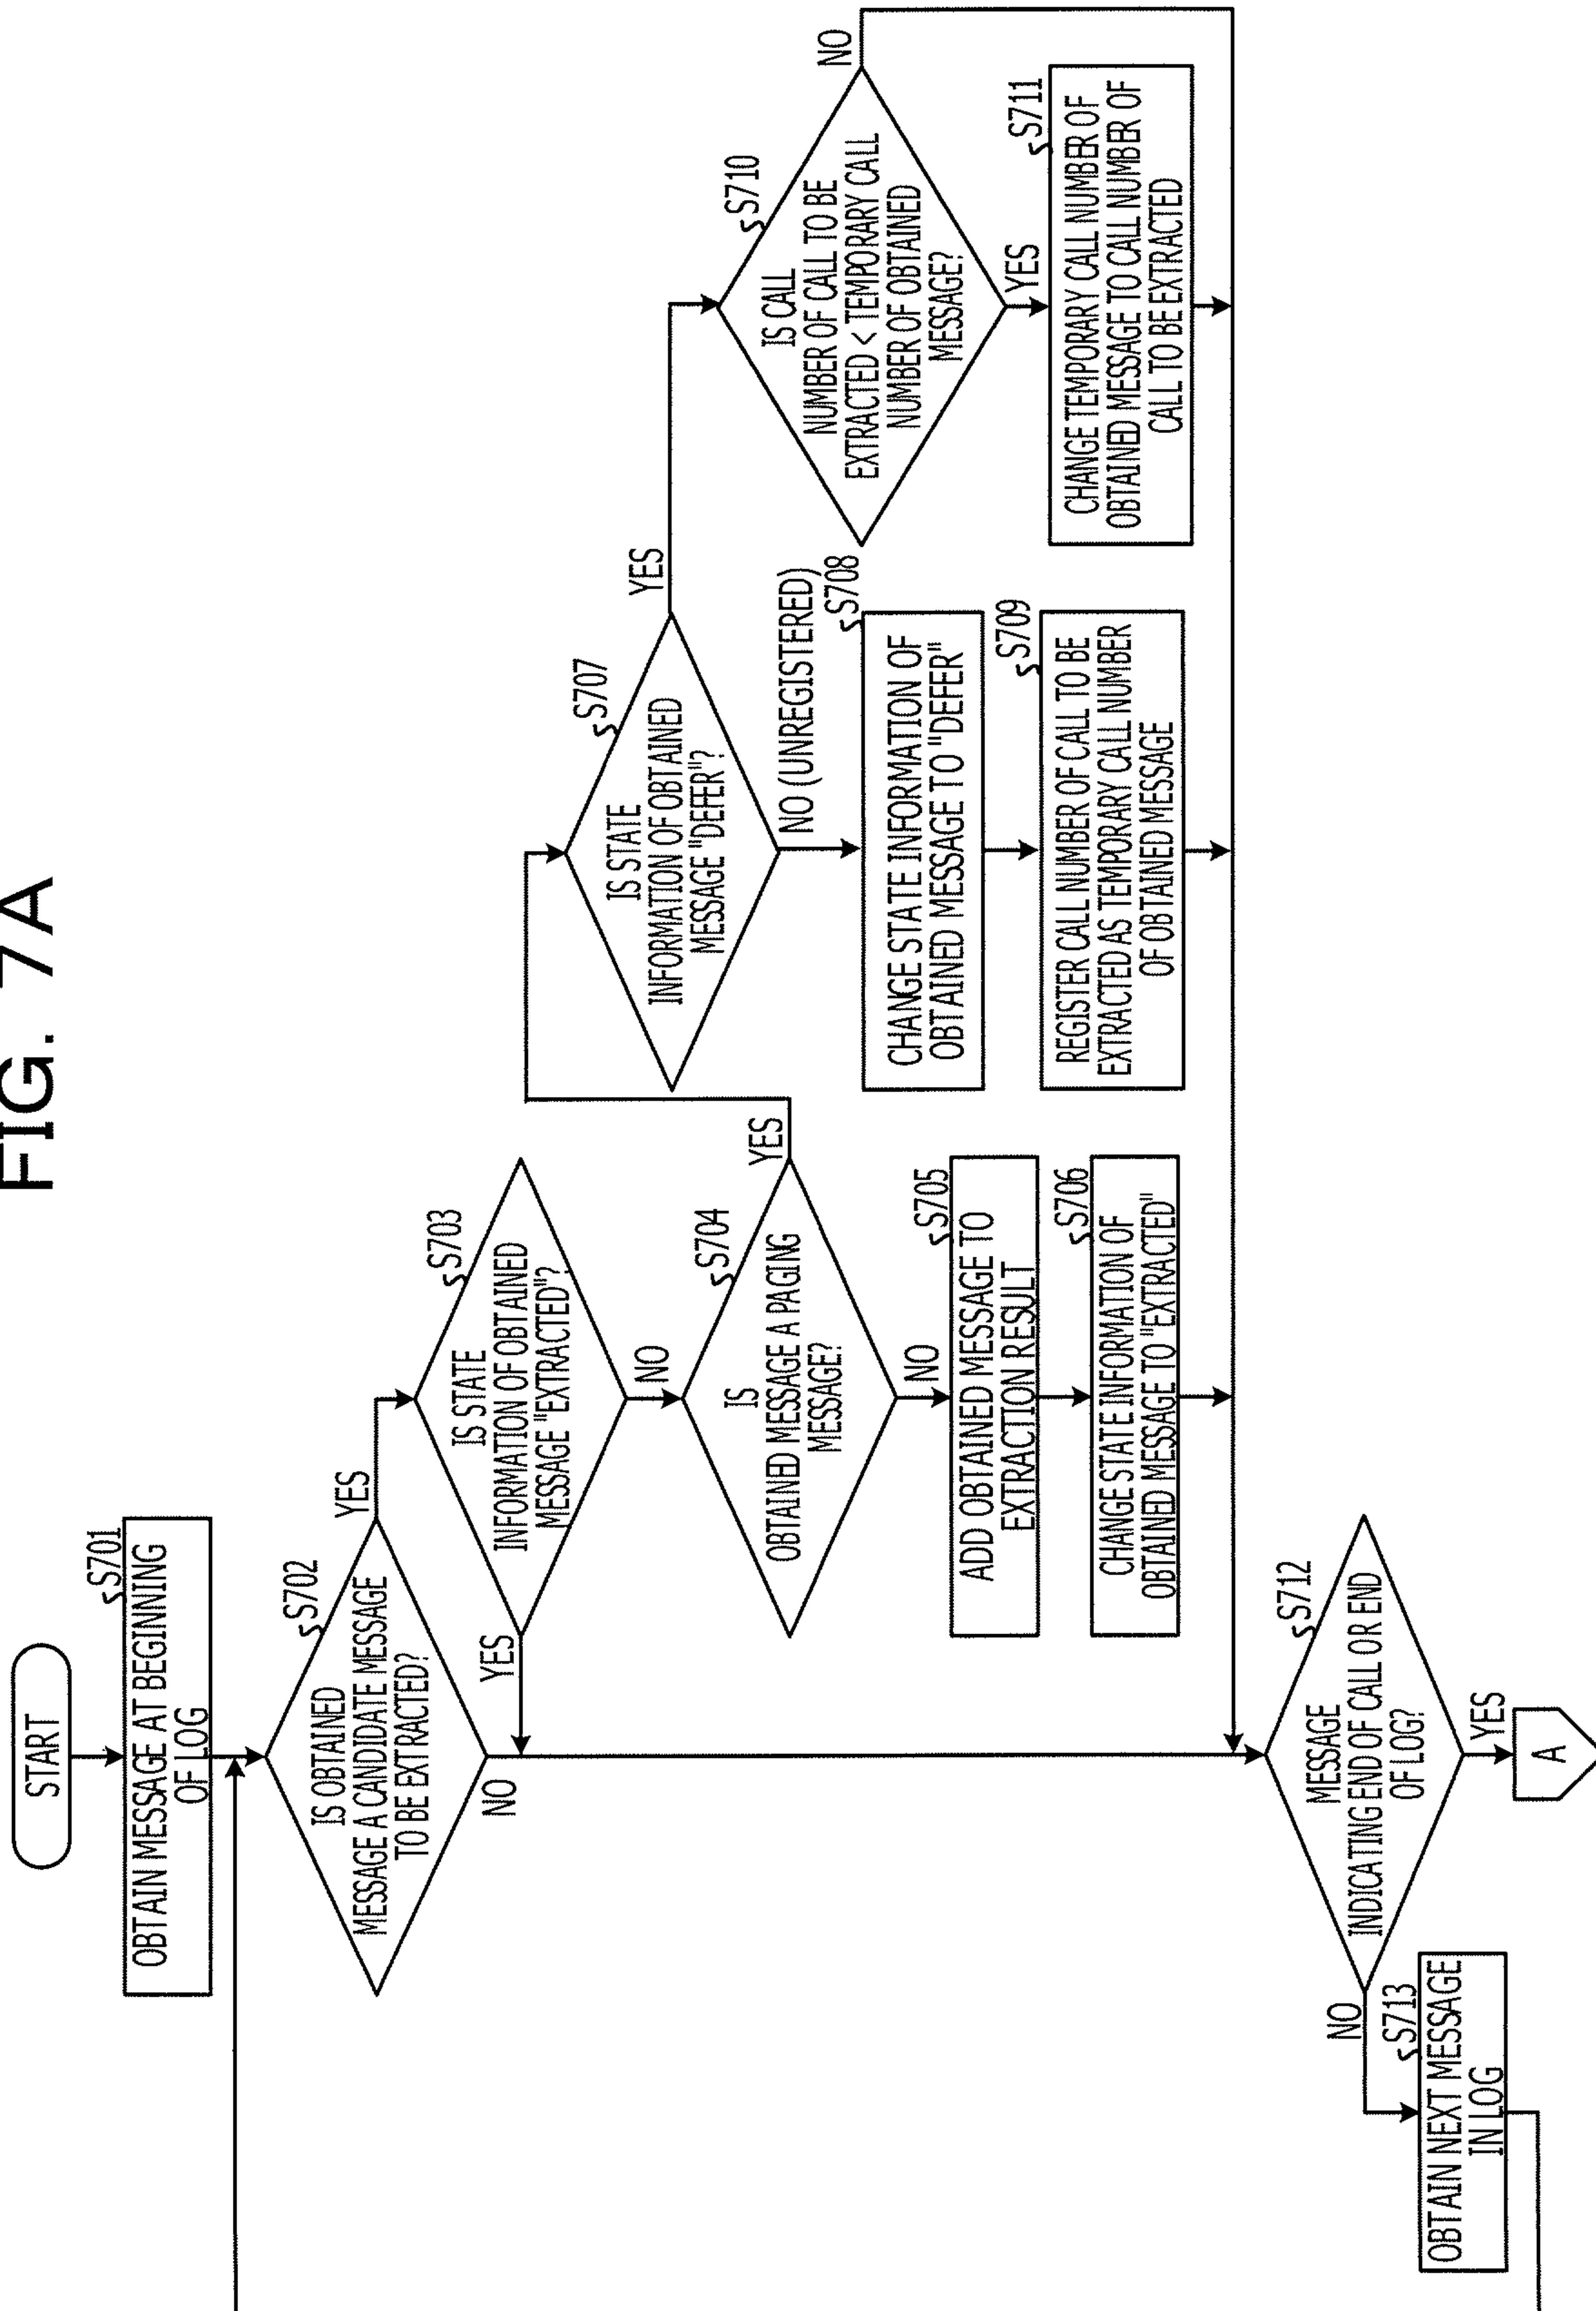 FIG. 7A
START
S701
OBTAIN MESSAGE AT BEGINNING
OF LOG
S702
IS OBTAINED
MESSAGE A CANDIDATE MESSAGE
TO BE EXTRACTED?
YES
NO
S703
IS STATE
INFORMATION OF OBTAINED
MESSAGE "EXTRACTED"?
YES
NO
S704
IS
OBTAINED MESSAGE A PAGING
MESSAGE?
YES
NO
S705
ADD OBTAINED MESSAGE TO
EXTRACTION RESULT
S706
CHANGE STATE INFORMATION OF
OBTAINED MESSAGE TO "EXTRACTED"
S707
IS STATE
INFORMATION OF OBTAINED
MESSAGE "DEFER"?
YES
NO (UNREGISTERED)
S708
CHANGE STATE INFORMATION OF
OBTAINED MESSAGE TO "DEFER"
S709
REGISTER CALL NUMBER OF CALL TO BE
EXTRACTED AS TEMPORARY CALL NUMBER
OF OBTAINED MESSAGE
S710
IS CALL
NUMBER OF CALL TO BE
EXTRACTED < TEMPORARY CALL
NUMBER OF OBTAINED
MESSAGE?
NO
YES
S711
CHANGE TEMPORARY CALL NUMBER OF
OBTAINED MESSAGE TO CALL NUMBER OF
CALL TO BE EXTRACTED
S712
MESSAGE
INDICATING END OF CALL OR END
OF LOG?
YES
NO
A
S713
OBTAIN NEXT MESSAGE
IN LOG